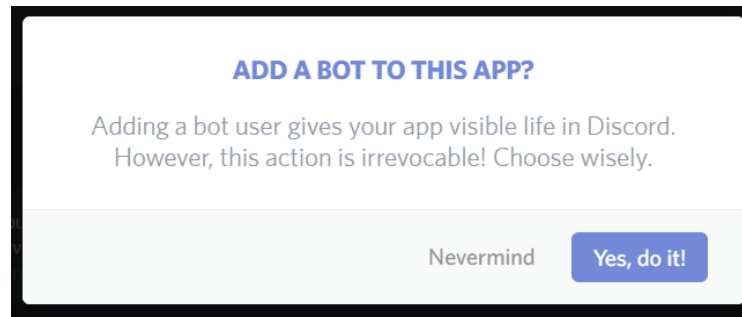 ADD A BOT TO THIS APP?
Adding a bot user gives your app visible life in Discord.
However, this action is irrevocable! Choose wisely.
Nevermind
Yes, do it!